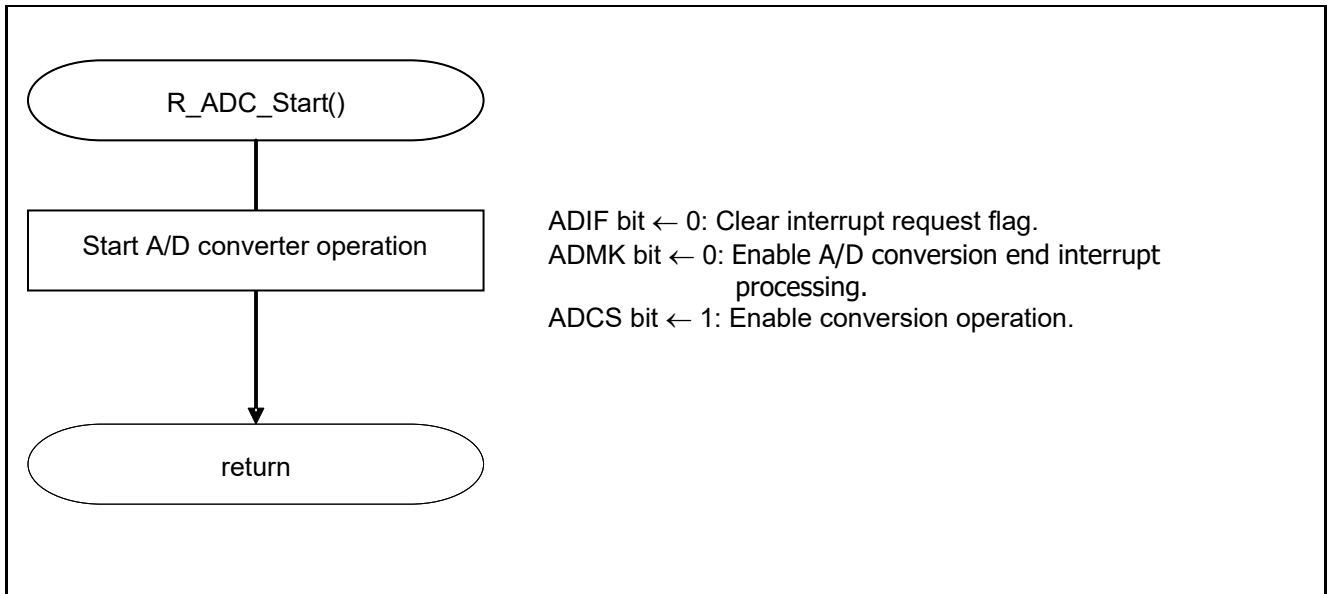 R_ADC_Start()
Start A/D converter operation
ADIF bit ← 0: Clear interrupt request flag.
ADMK bit ← 0: Enable A/D conversion end interrupt
processing.
ADCS bit ← 1: Enable conversion operation.
return